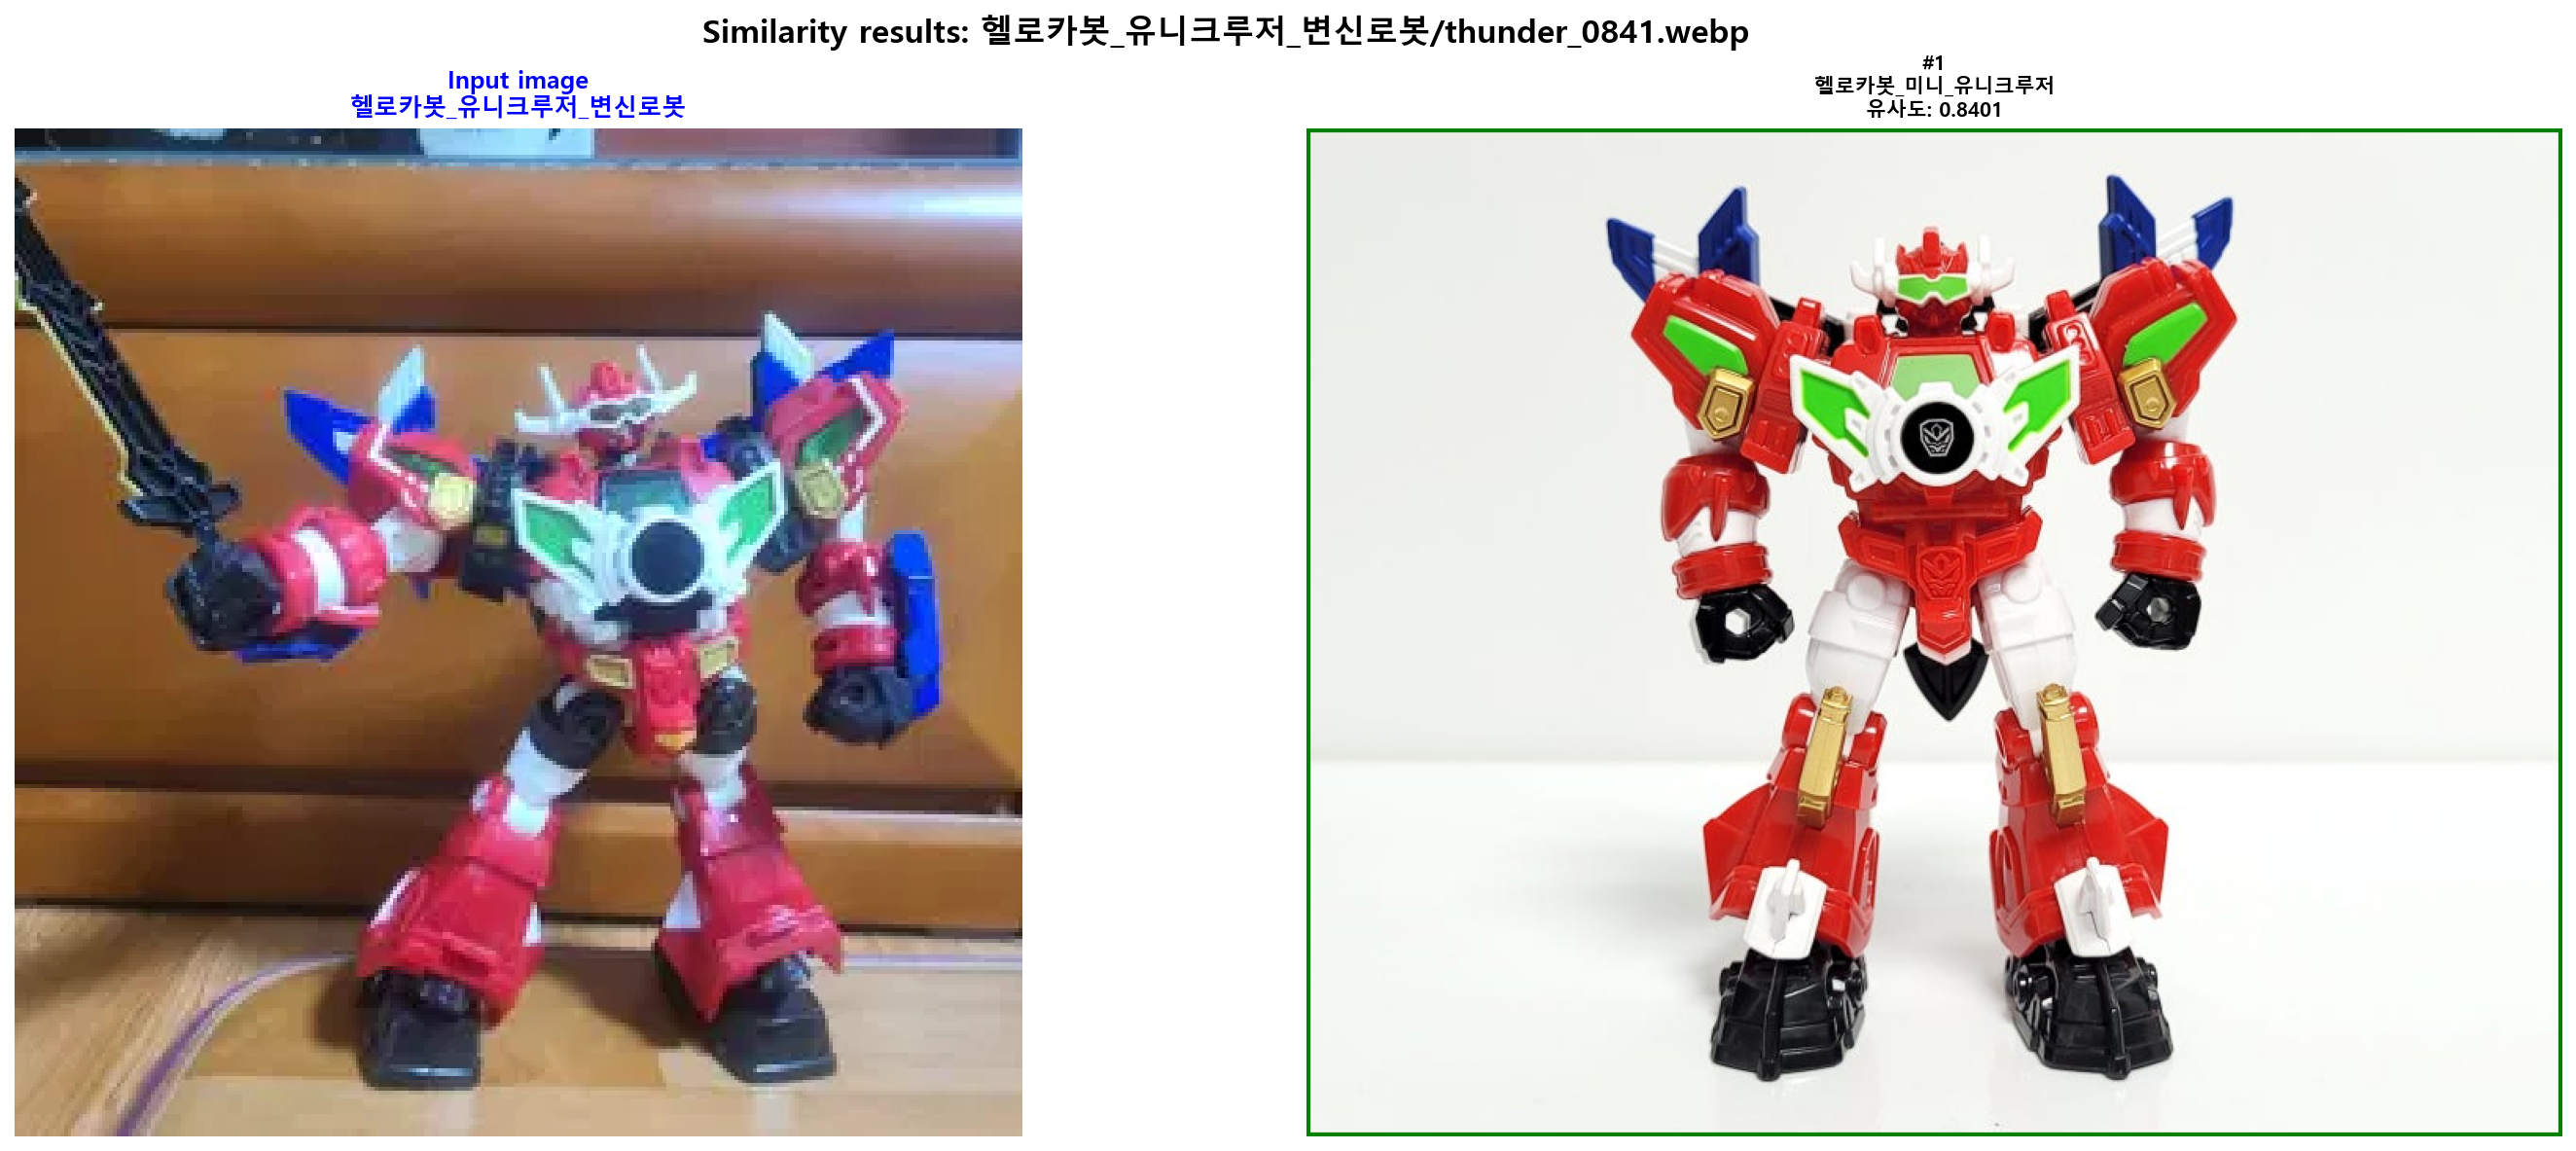 Similarity results: 헬로카봇_유니크루저_변신로봇/thunder_0841.webp
Input image
헬로카봇_유니크루저_변신로봇
#1
헬로카봇_미니_유니크루저
유사도: 0.8401